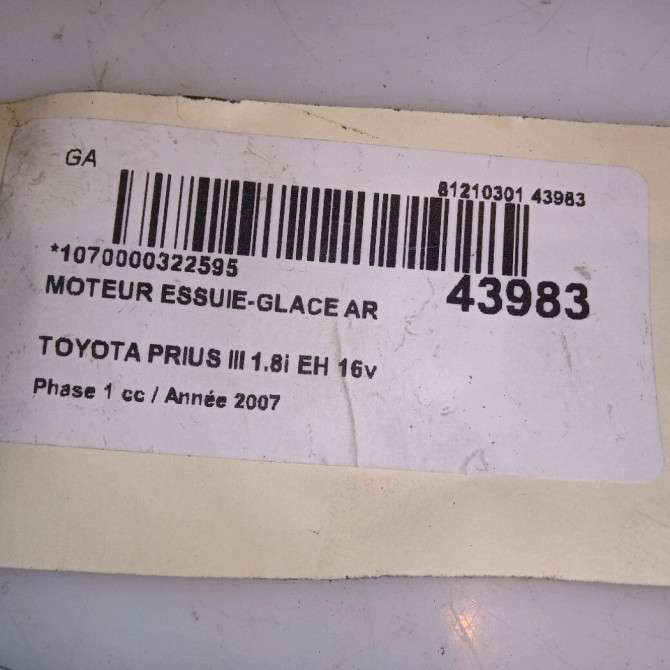 GA
81210301 43983
*1070000322595
43983
MOTEUR ESSUIE-GLACE AR
TOYOTA PRIUS III 1.8i EH 16v
Phase 1 cc / Année 2007